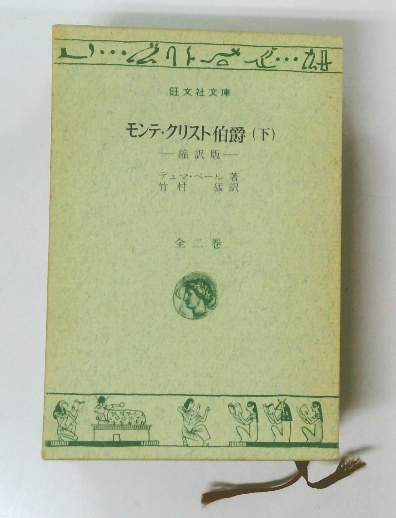 旺文社文庫
モンテ・クリスト伯爵(下)
—縮訳版—
デュマ・ペール 著
竹村 猛 訳
全二巻